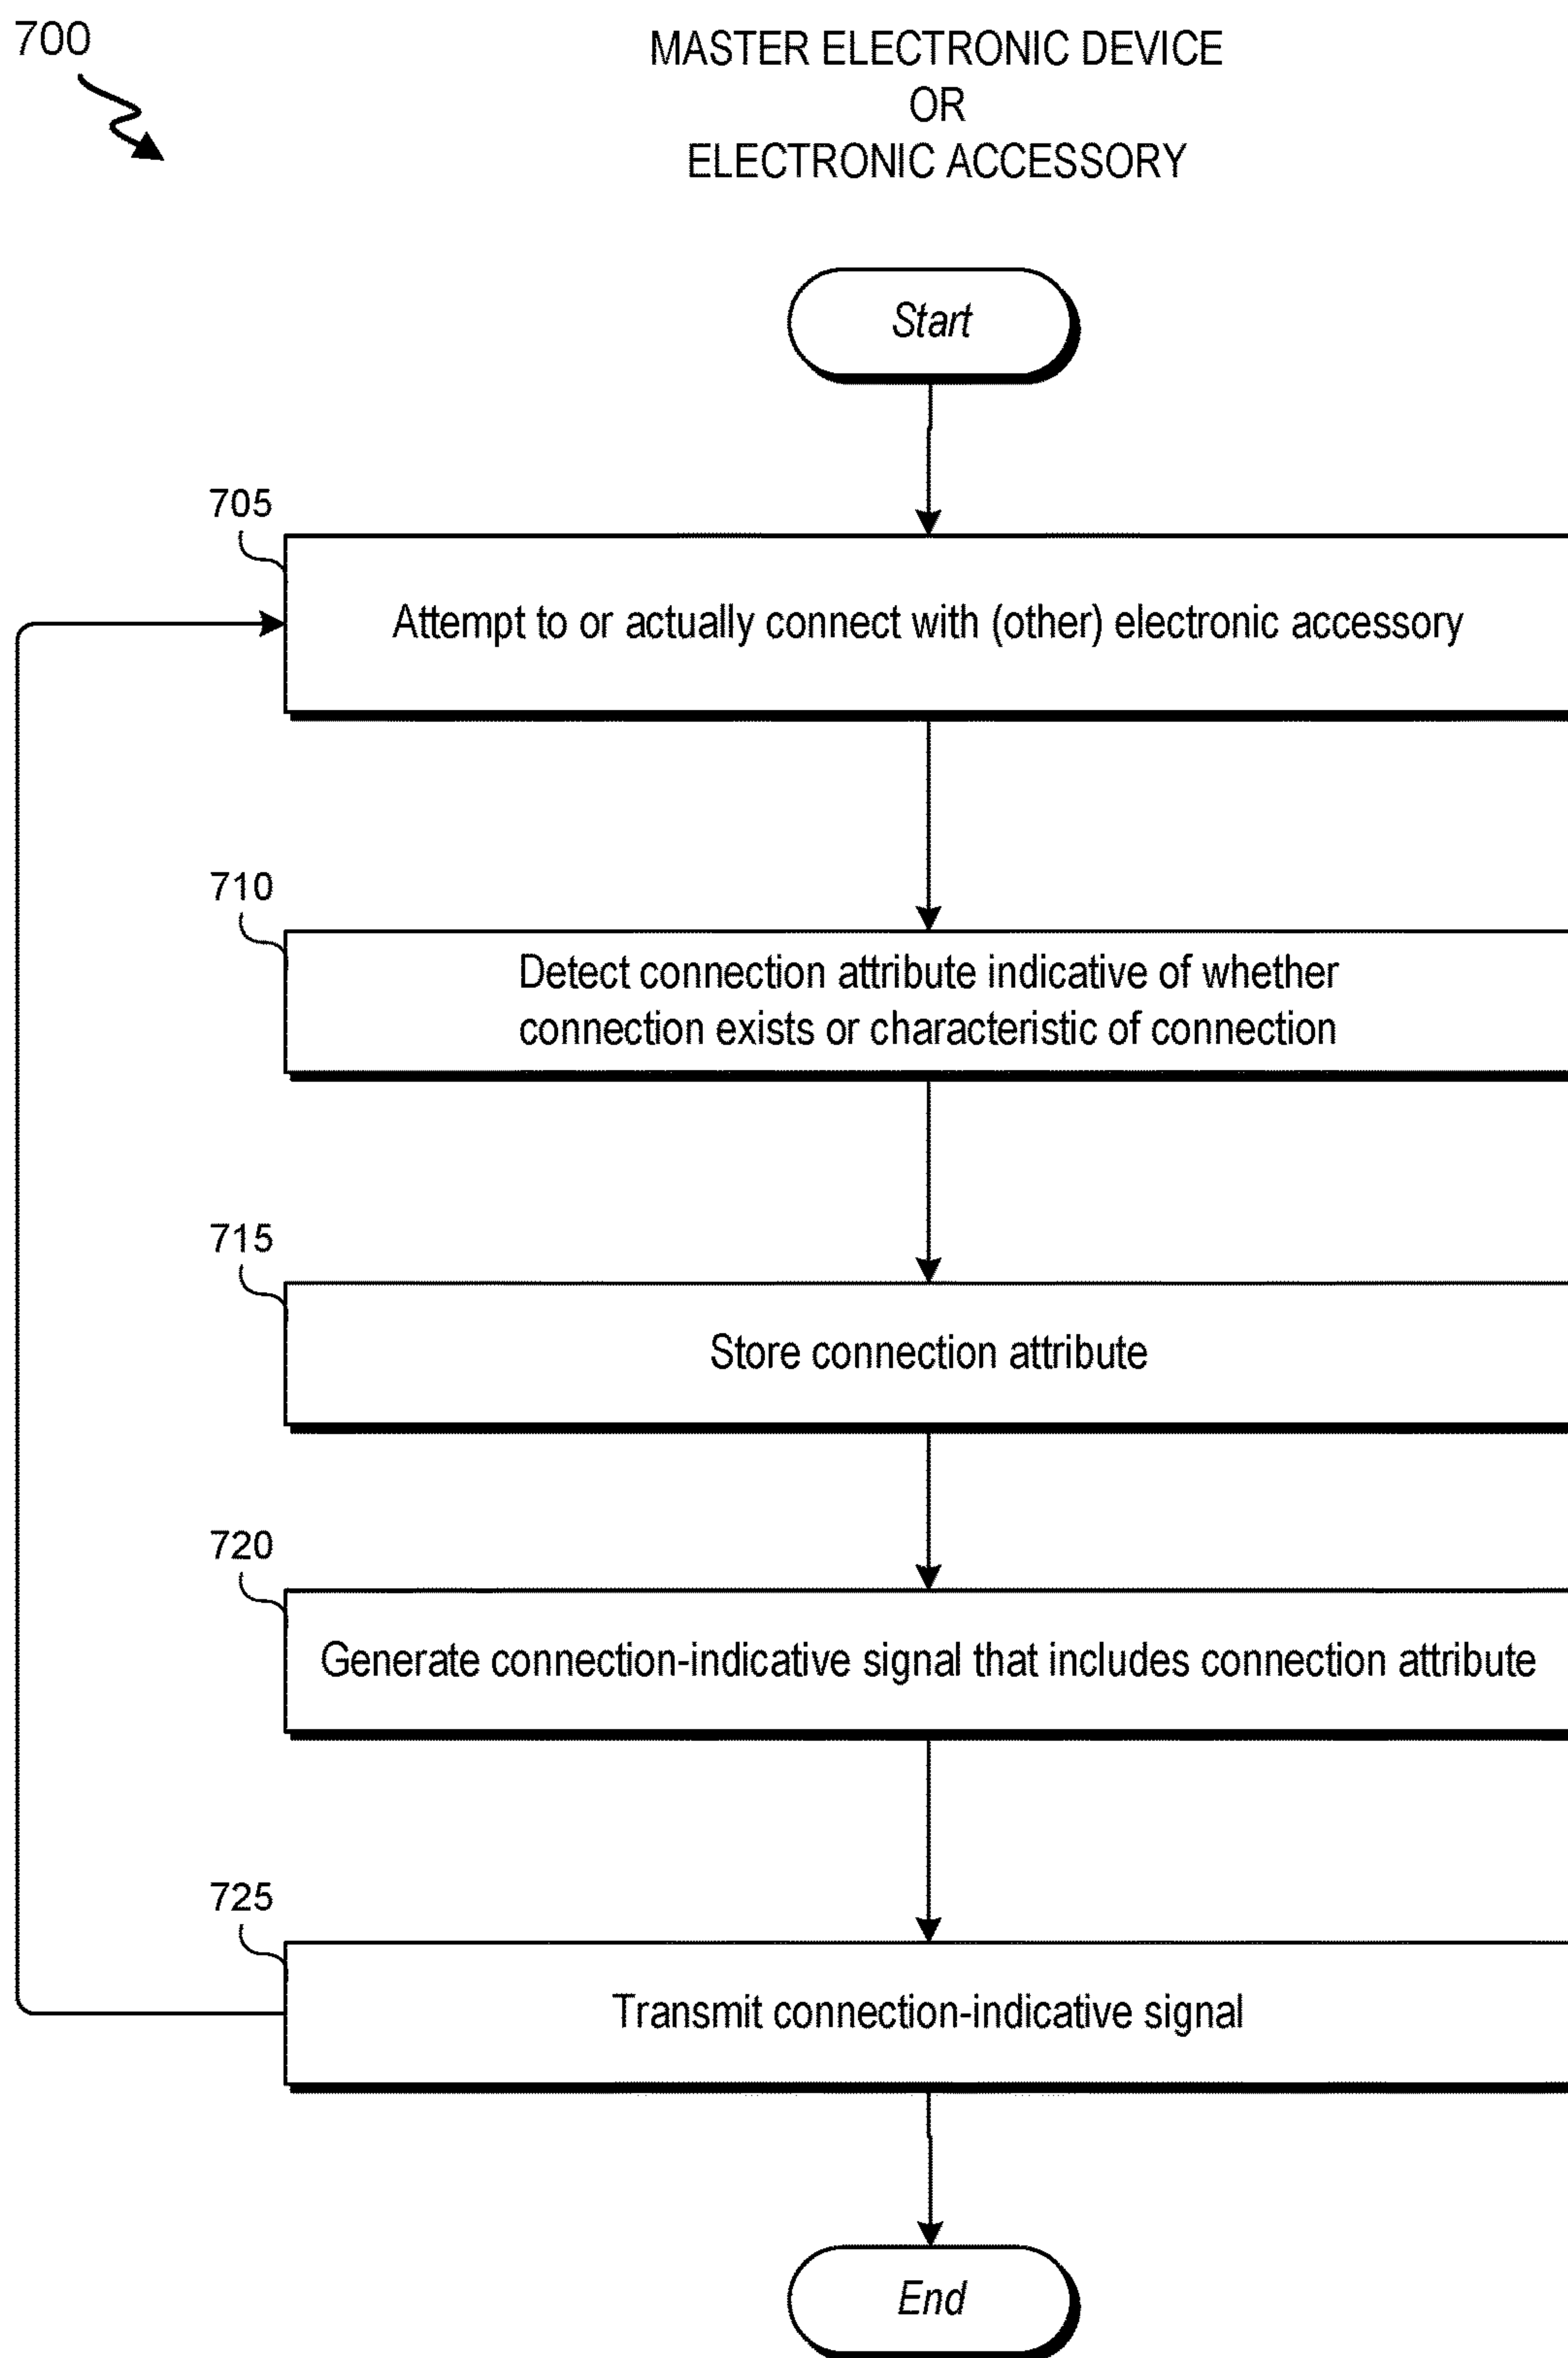 700
MASTER ELECTRONIC DEVICE
OR
ELECTRONIC ACCESSORY
Start
705
Attempt to or actually connect with (other) electronic accessory
710
Detect connection attribute indicative of whether
connection exists or characteristic of connection
715
Store connection attribute
720
Generate connection-indicative signal that includes connection attribute
725
Transmit connection-indicative signal
End